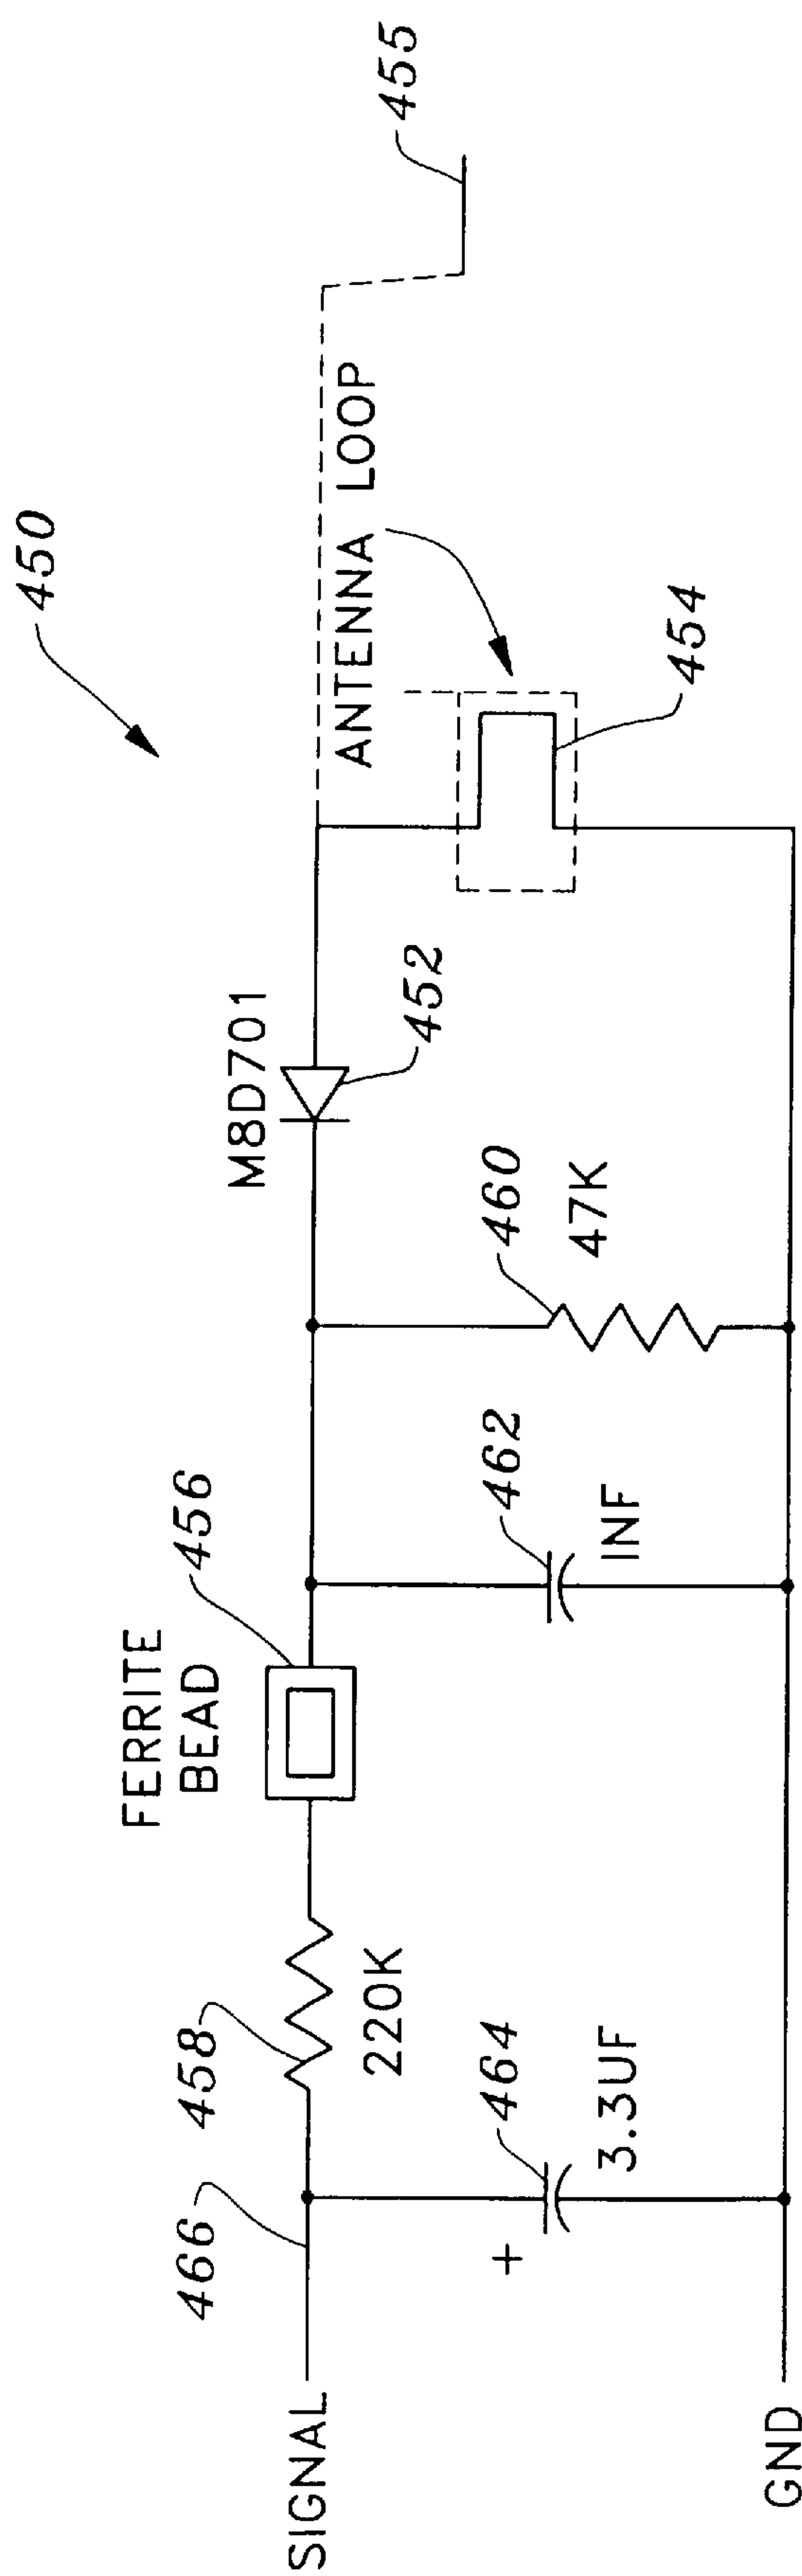 450
FERRITE
BEAD
456
466
458
M8D701
SIGNAL
ANTENNA LOOP
220K
455
452
+
464
462
460
3.3UF
INF
47K
454
GND